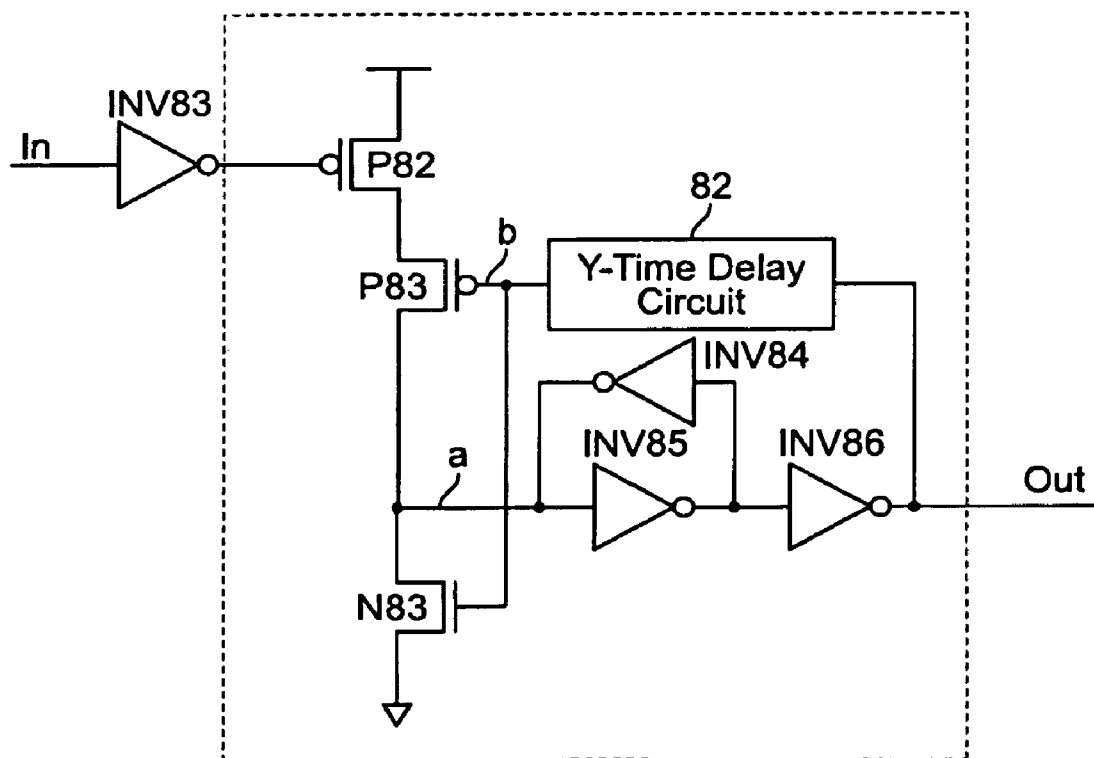 INV83
In
P82
82
b
Y-Time Delay
Circuit
P83
INV84
INV85
INV86
a
Out
N83